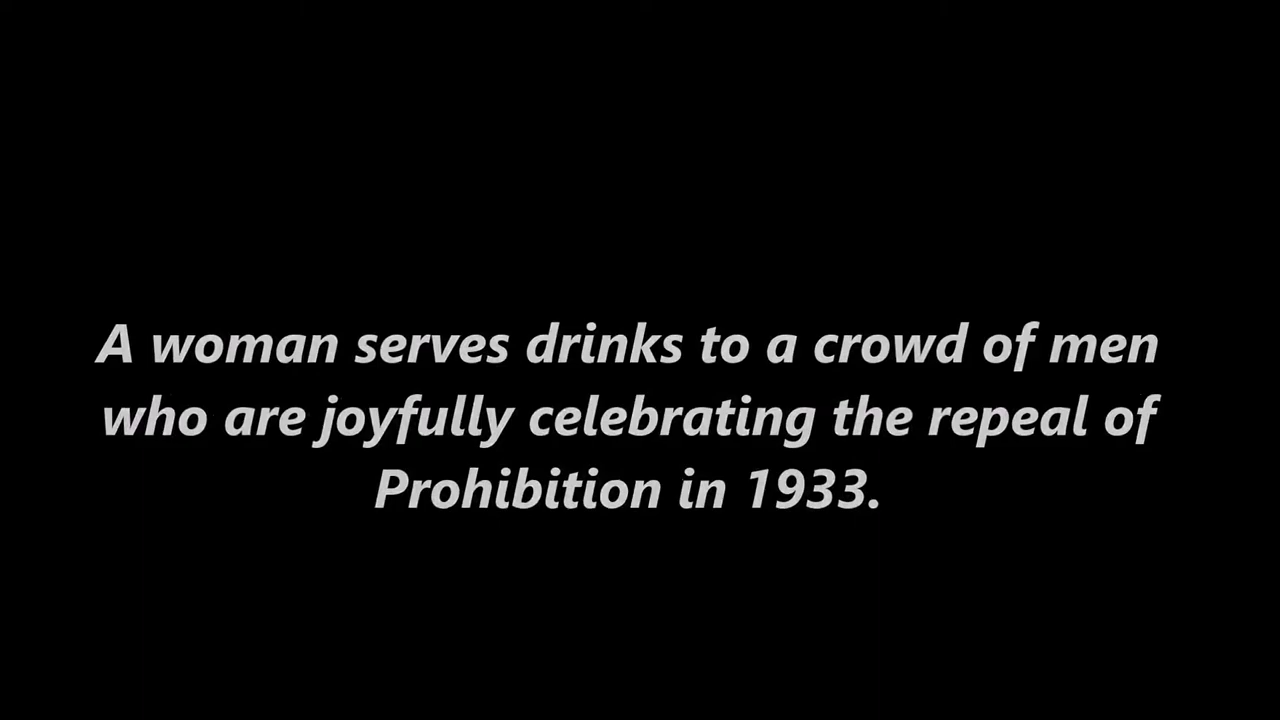 A woman serves drinks to a crowd of men
who are joyfully celebrating the repeal of
Prohibition in 1933.